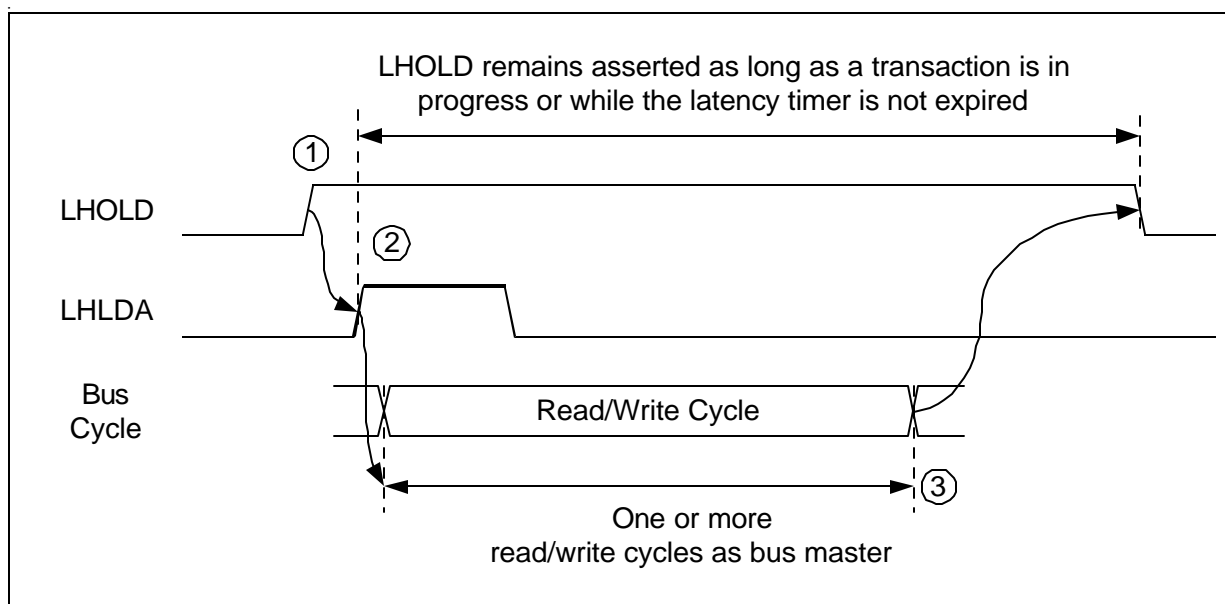 LHOLD remains asserted as long as a transaction is in
progress or while the latency timer is not expired
1
LHOLD
2
LHLDA
Bus
Cycle
Read/Write Cycle
3
One or more
read/write cycles as bus master